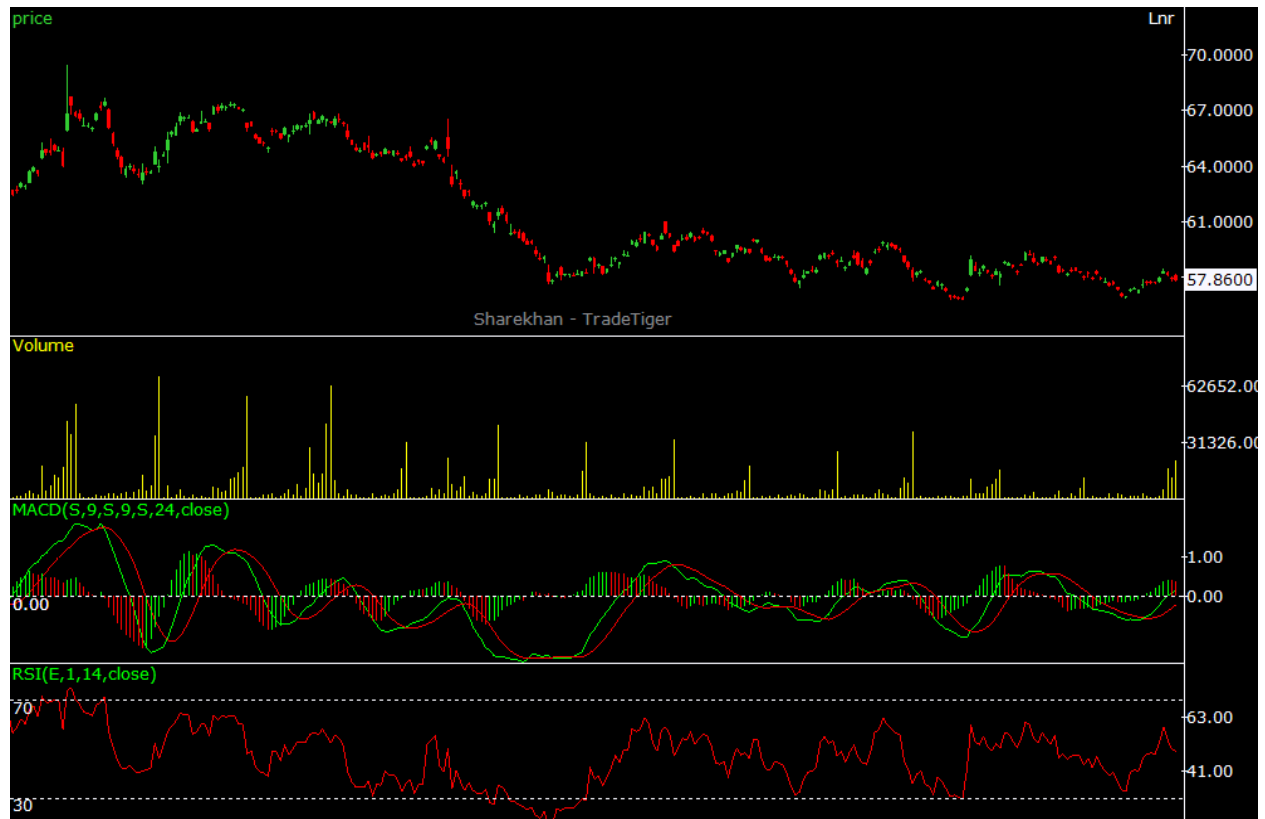 price
Lnr
70.0000
67.0000
64.0000
61.0000
57.8600
Sharekhan - TradeTiger
Volume
62652.00
31326.00
MACD(S,9,S,9,S,24,close)
1.00
0.00
0.00
RSI(E,1,14,close)
70
63.00
41.00
30